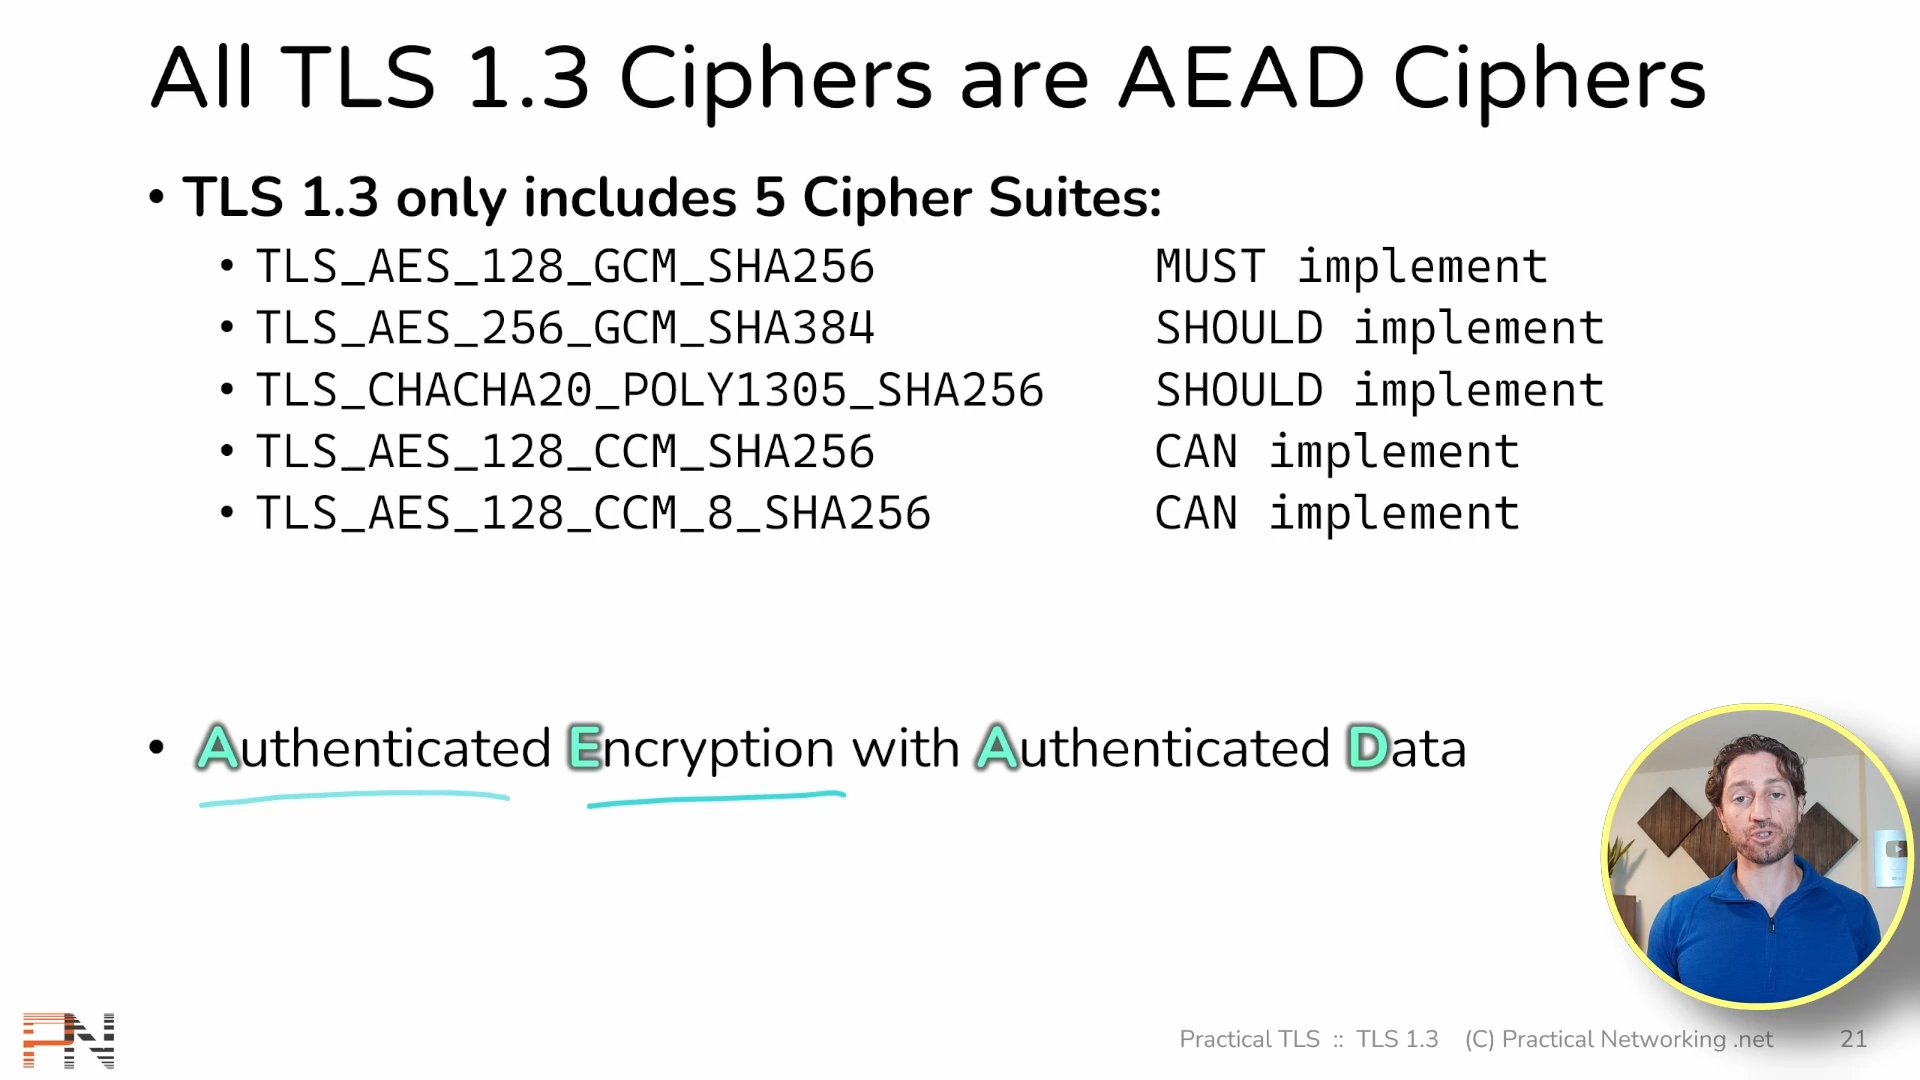 All TLS 1.3 Ciphers are AEAD Ciphers
• TLS 1.3 only includes 5 Cipher Suites:
• TLS_AES_128_GCM_SHA256 MUST implement
• TLS_AES_256_GCM_SHA384 SHOULD implement
• TLS_CHACHA20_POLY1305_SHA256 SHOULD implement
• TLS_AES_128_CCM_SHA256 CAN implement
• TLS_AES_128_CCM_8_SHA256 CAN implement
• Authenticated Encryption with Authenticated Data
PN
Practical TLS :: TLS 1.3 (C) Practical Networking .net 21